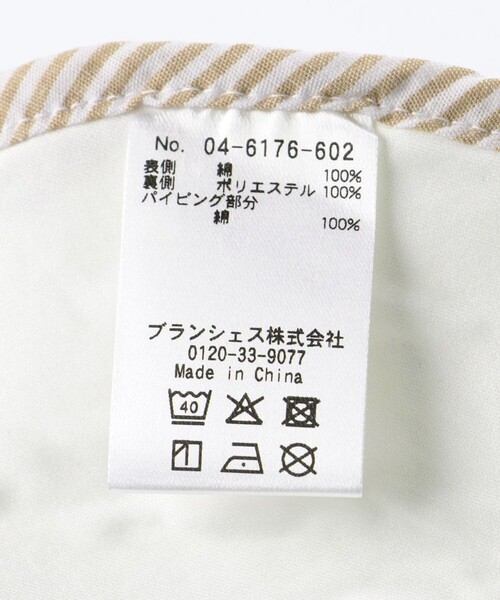 No. 04-6176-602
表側 綿 100%
裏側 ポリエステル 100%
パイピング部分
綿 100%
ブランシェス株式会社
0120-33-9077
Made in China
40